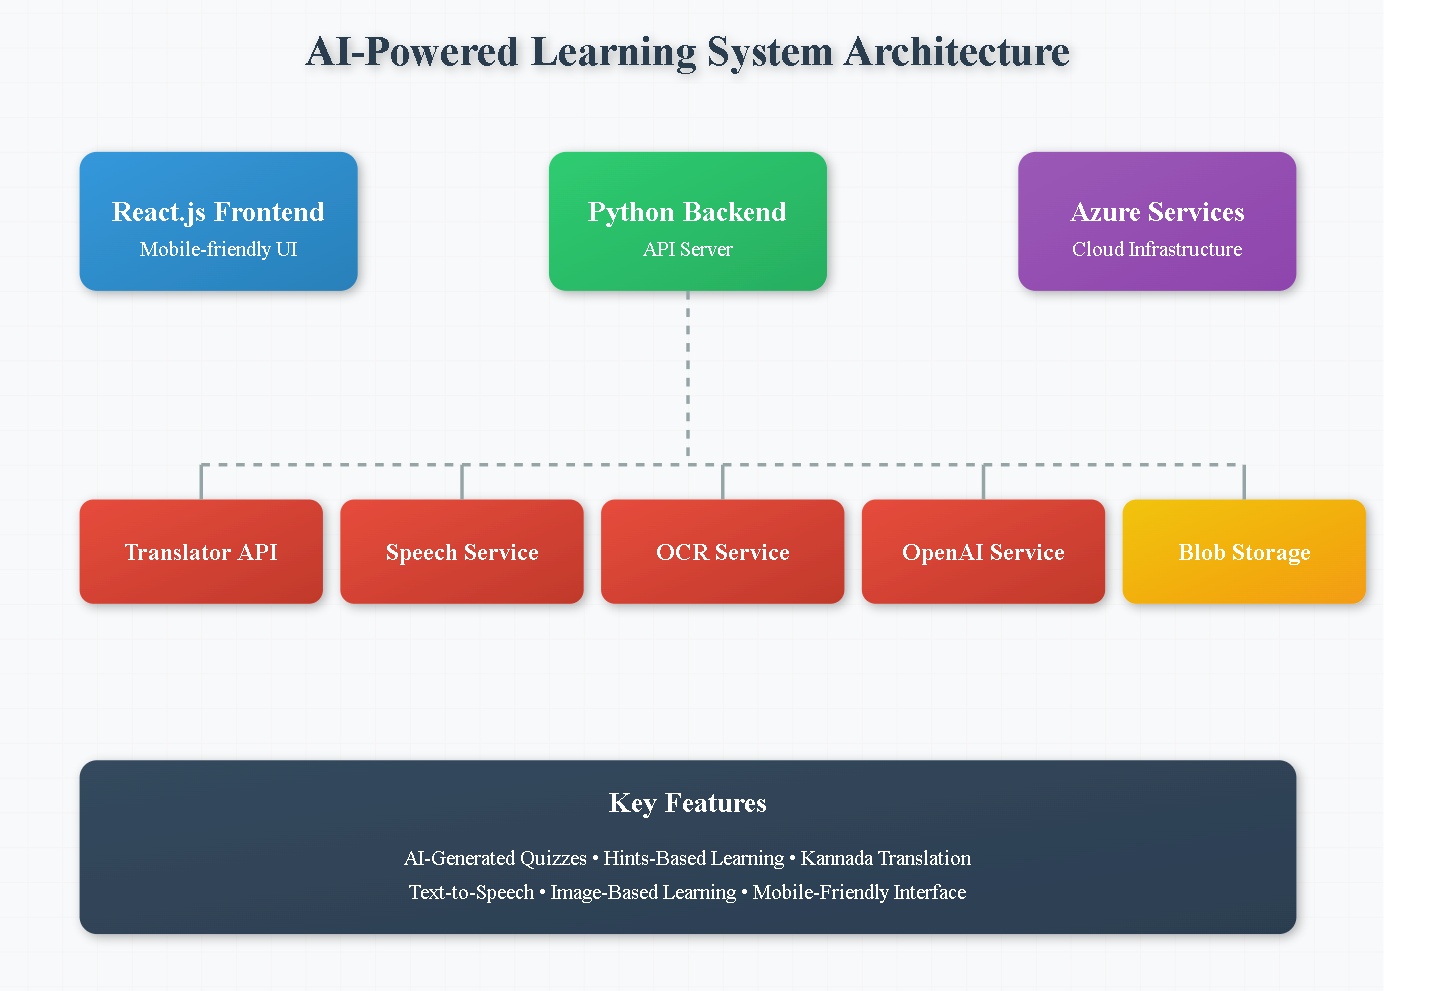 AI-Powered Learning System Architecture
React.js Frontend
Mobile-friendly UI
Python Backend
API Server
Azure Services
Cloud Infrastructure
Translator API
Speech Service
OCR Service
OpenAI Service
Blob Storage
Key Features
AI-Generated Quizzes • Hints-Based Learning • Kannada Translation
Text-to-Speech • Image-Based Learning • Mobile-Friendly Interface